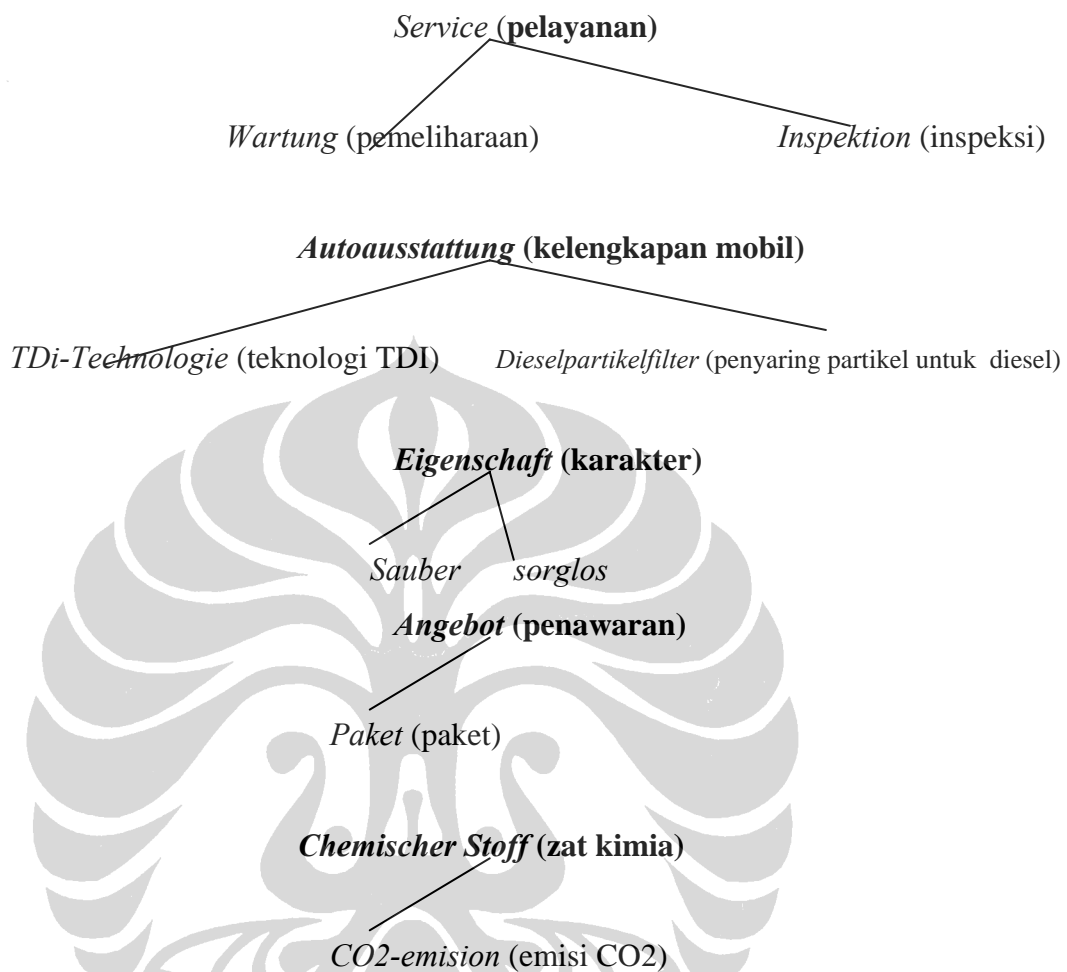 Service (pelayanan)
Wartung (pemeliharaan) Inspektion (inspeksi)
Autoausstattung (kelengkapan mobil)
TDi-Technologie (teknologi TDI) Dieselpartikelfilter (penyaring partikel untuk diesel)
Eigenschaft (karakter)
Sauber sorglos
Angebot (penawaran)
Paket (paket)
Chemischer Stoff (zat kimia)
CO2-emision (emisi CO2)